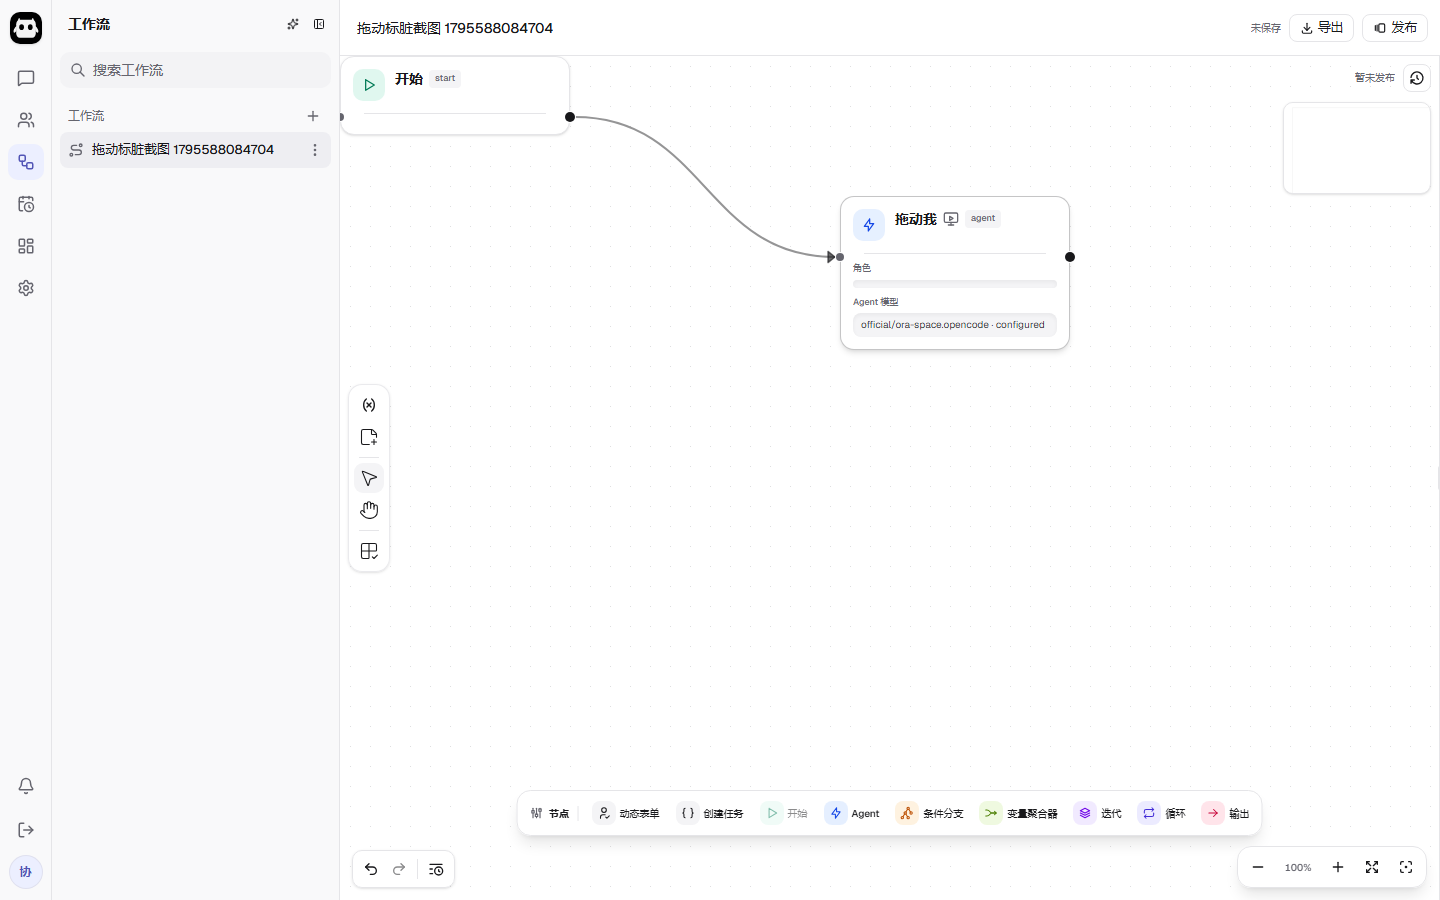 工作流
搜索工作流
工作流
拖动标脏截图 1795588084704
协
拖动标脏截图 1795588084704
未保存
导出
发布
暂未发布
开始
start
拖动我
agent
角色
Agent 模型
official/ora-space.opencode · configured
节点
动态表单
创建任务
开始
Agent
条件分支
变量聚合器
迭代
循环
输出
100%